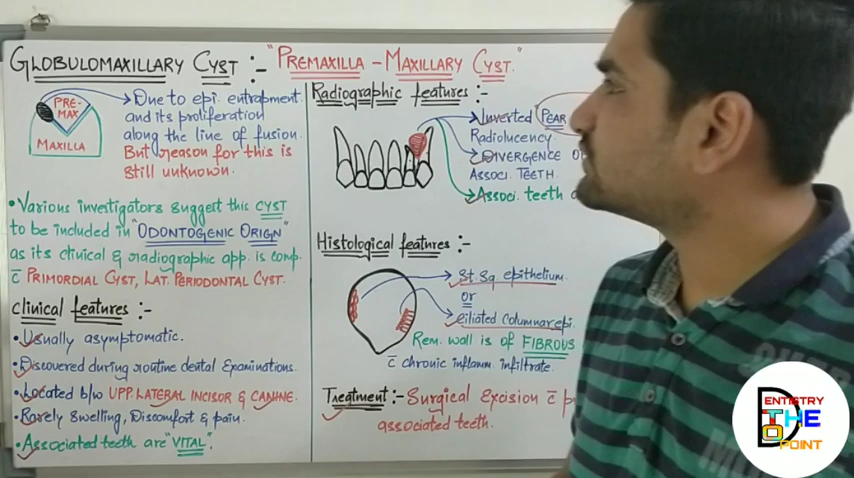 GLOBULOMAXILLARY CYST :- "PREMAXILLA - MAXILLARY CYST."
PRE-
MAX
MAXILLA
Due to epi. entrapment
and its proliferation
along the line of fusion.
But reason for this is
still unknown.
• Various investigators suggest this CYST
to be included in "ODONTOGENIC ORIGN"
as its clinical & radiographic app. is comp.
c̄ PRIMORDIAL CYST, LAT. PERIODONTAL CYST.
Clinical features :-
• Usually asymptomatic.
• Discovered during routine dental Examinations.
• Located b/w UPP. LATERAL INCISOR & CANINE.
• Rarely Swelling, Discomfort & pain.
• Associated teeth are "VITAL".
Radiographic features :-
Inverted PEAR
Radiolucency.
DIVERGENCE
ASSOCI. TEETH.
Associ. teeth
Histological features :-
St. Sq. epithelium.
OR
Ciliated Columnar epi.
Rem. wall is of FIBROUS
c̄ chronic inflamm. infiltrate.
Treatment :- Surgical Excision c̄
associated teeth.
DENTISTRY
THE
POINT